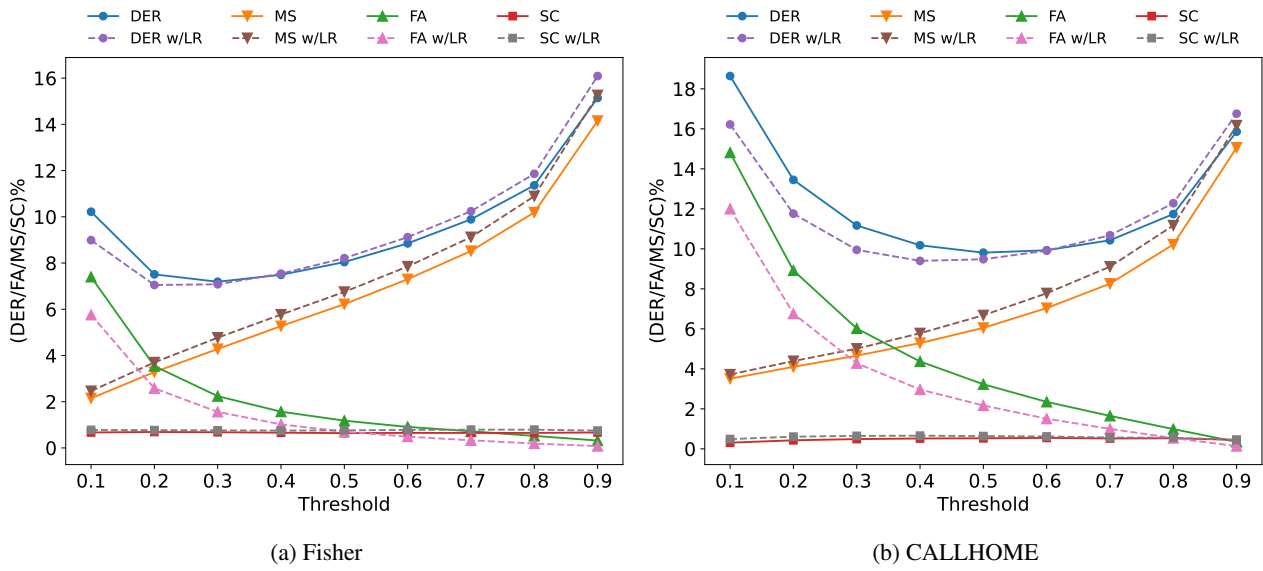 DER MS FA SC
DER w/LR MS w/LR FA w/LR SC w/LR
(DER/FA/MS/SC)%
16
14
12
10
8
6
4
2
0
0.1 0.2 0.3 0.4 0.5 0.6 0.7 0.8 0.9
Threshold
(a) Fisher
DER MS FA SC
DER w/LR MS w/LR FA w/LR SC w/LR
(DER/FA/MS/SC)%
18
16
14
12
10
8
6
4
2
0
0.1 0.2 0.3 0.4 0.5 0.6 0.7 0.8 0.9
Threshold
(b) CALLHOME